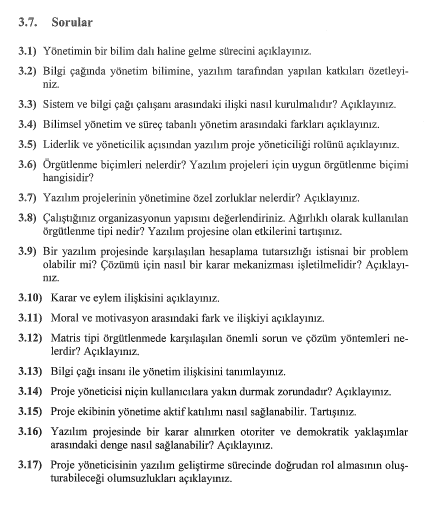 3.7. Sorular
3.1) Yönetimin bir bilim dalı haline gelme sürecini açıklayınız.
3.2) Bilgi çağında yönetim bilimine, yazılım tarafından yapılan katkıları özetleyi-
niz.
3.3) Sistem ve bilgi çağı çalışanı arasındaki ilişki nasıl kurulmalıdır? Açıklayınız.
3.4) Bilimsel yönetim ve süreç tabanlı yönetim arasındaki farkları açıklayınız.
3.5) Liderlik ve yöneticilik açısından yazılım proje yöneticiliği rolünü açıklayınız.
3.6) Örgütlenme biçimleri nelerdir? Yazılım projeleri için uygun örgütlenme biçimi
hangisidir?
3.7) Yazılım projelerinin yönetimine özel zorluklar nelerdir? Açıklayınız.
3.8) Çalıştığınız organizasyonun yapısını değerlendiriniz. Ağırlıklı olarak kullanılan
örgütlenme tipi nedir? Yazılım projesine olan etkilerini tartışınız.
3.9) Bir yazılım projesinde karşılaşılan hesaplama tutarsızlığı istisnai bir problem
olabilir mi? Çözümü için nasıl bir karar mekanizması işletilmelidir? Açıklayı-
nız.
3.10) Karar ve eylem ilişkisini açıklayınız.
3.11) Moral ve motivasyon arasındaki fark ve ilişkiyi açıklayınız.
3.12) Matris tipi örgütlenmede karşılaşılan önemli sorun ve çözüm yöntemleri ne-
lerdir? Açıklayınız.
3.13) Bilgi çağı insanı ile yönetim ilişkisini tanımlayınız.
3.14) Proje yöneticisi niçin kullanıcılara yakın durmak zorundadır? Açıklayınız.
3.15) Proje ekibinin yönetime aktif katılımı nasıl sağlanabilir. Tartışınız.
3.16) Yazılım projesinde bir karar alınırken otoriter ve demokratik yaklaşımlar
arasındaki denge nasıl sağlanabilir? Açıklayınız.
3.17) Proje yöneticisinin yazılım geliştirme sürecinde doğrudan rol almasının oluş-
turabileceği olumsuzlukları açıklayınız.